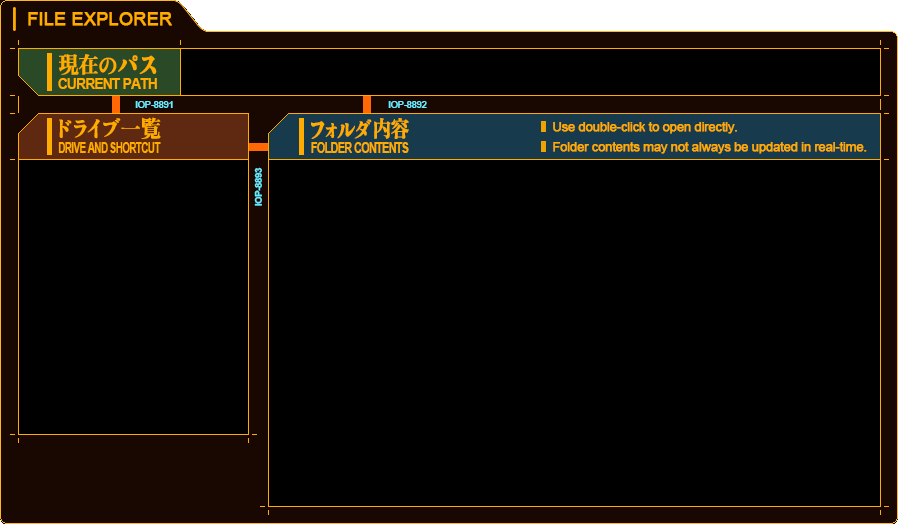 FILE EXPLORER
現在のパス
CURRENT PATH
IOP-8891
IOP-8892
ドライブ一覧
DRIVE AND SHORTCUT
フォルダ内容
FOLDER CONTENTS
Use double-click to open directly.
Folder contents may not always be updated in real-time.
IOP-8893